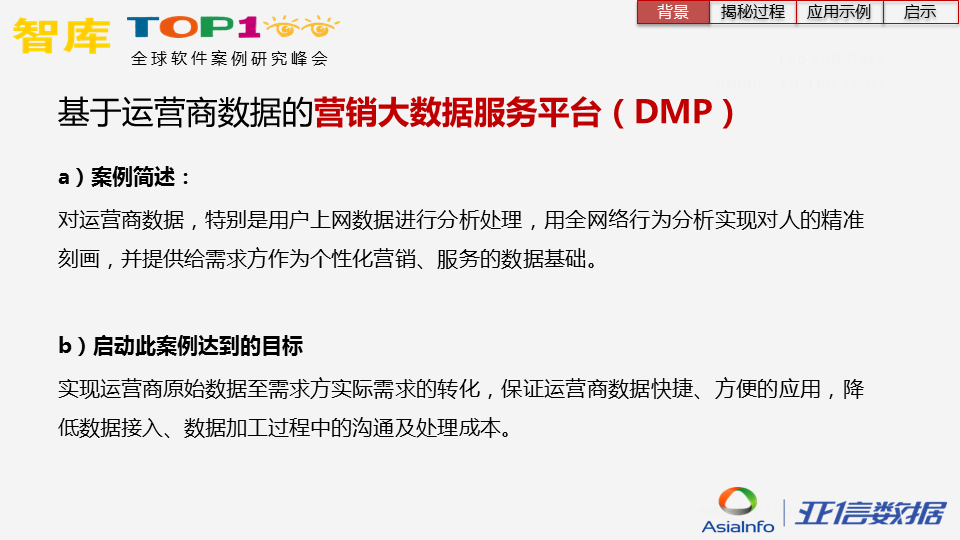 智库 TOP1
全球软件案例研究峰会
背景 揭秘过程 应用示例 启示
基于运营商数据的营销大数据服务平台（DMP）
a）案例简述：
对运营商数据，特别是用户上网数据进行分析处理，用全网络行为分析实现对人的精准
刻画，并提供给需求方作为个性化营销、服务的数据基础。
b）启动此案例达到的目标
实现运营商原始数据至需求方实际需求的转化，保证运营商数据快捷、方便的应用，降
低数据接入、数据加工过程中的沟通及处理成本。
AsiaInfo 亚信数据